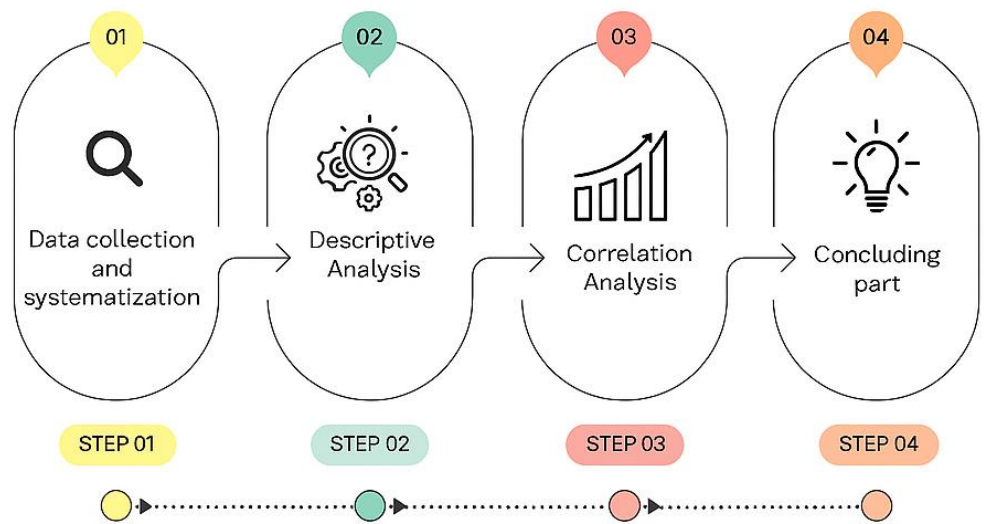 01
02
03
04
?
Data collection
and
systematization
Descriptive
Analysis
Correlation
Analysis
Concluding
part
STEP 01
STEP 02
STEP 03
STEP 04